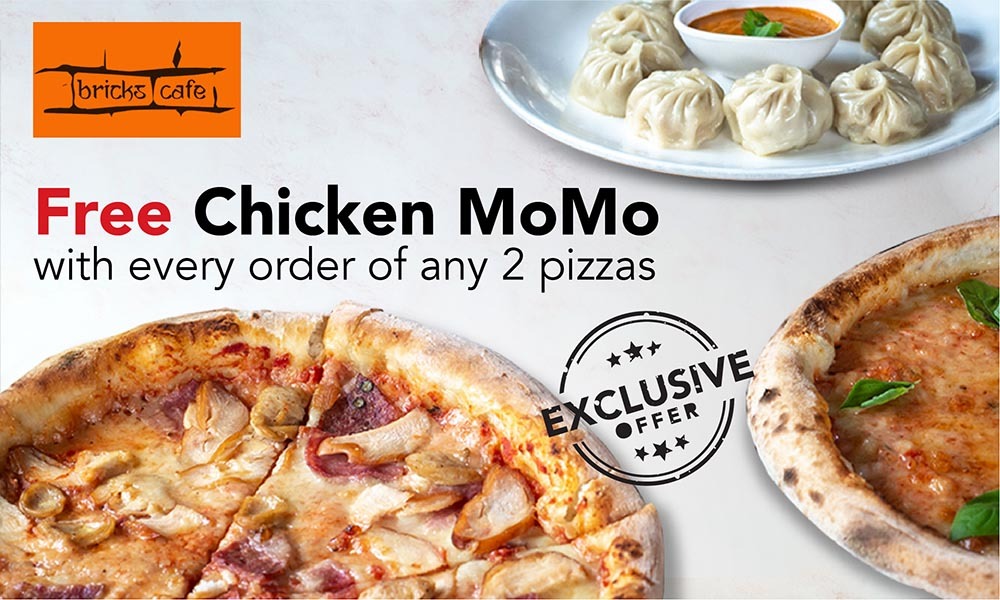 bricks cafe
Free Chicken MoMo
with every order of any 2 pizzas
EXCLUSIVE
OFFER